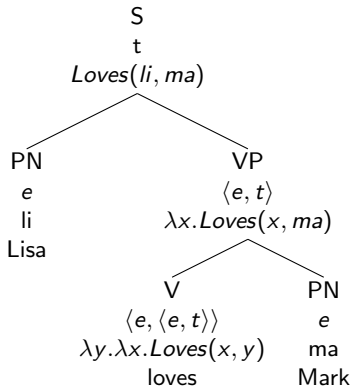 S
t
Loves(li, ma)
PN VP
e ⟨e, t⟩
li λx.Loves(x, ma)
Lisa
V PN
⟨e, ⟨e, t⟩⟩ e
λy.λx.Loves(x, y) ma
loves Mark